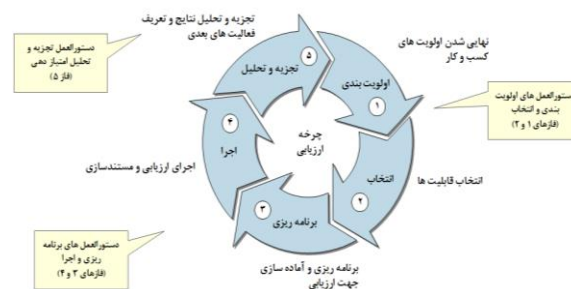 تجزیه و تحلیل نتایج و تعریف
فعالیت های بعدی
نهایی شدن اولویت های
کسب و کار
دستورالعمل تجزیه و
تحلیل امتیاز دهی
(فاز ۵)
۵
تجزیه و تحلیل
اولویت بندی
۱
دستورالعمل های اولویت
بندی و انتخاب
(فازهای ۱ و ۲)
۴
اجرا
چرخه
ارزیابی
اجرای ارزیابی و مستندسازی
انتخاب
۲
انتخاب قابلیت ها
۳
برنامه ریزی
دستورالعمل های برنامه
ریزی و اجرا
(فازهای ۳ و ۴)
برنامه ریزی و آماده سازی
جهت ارزیابی